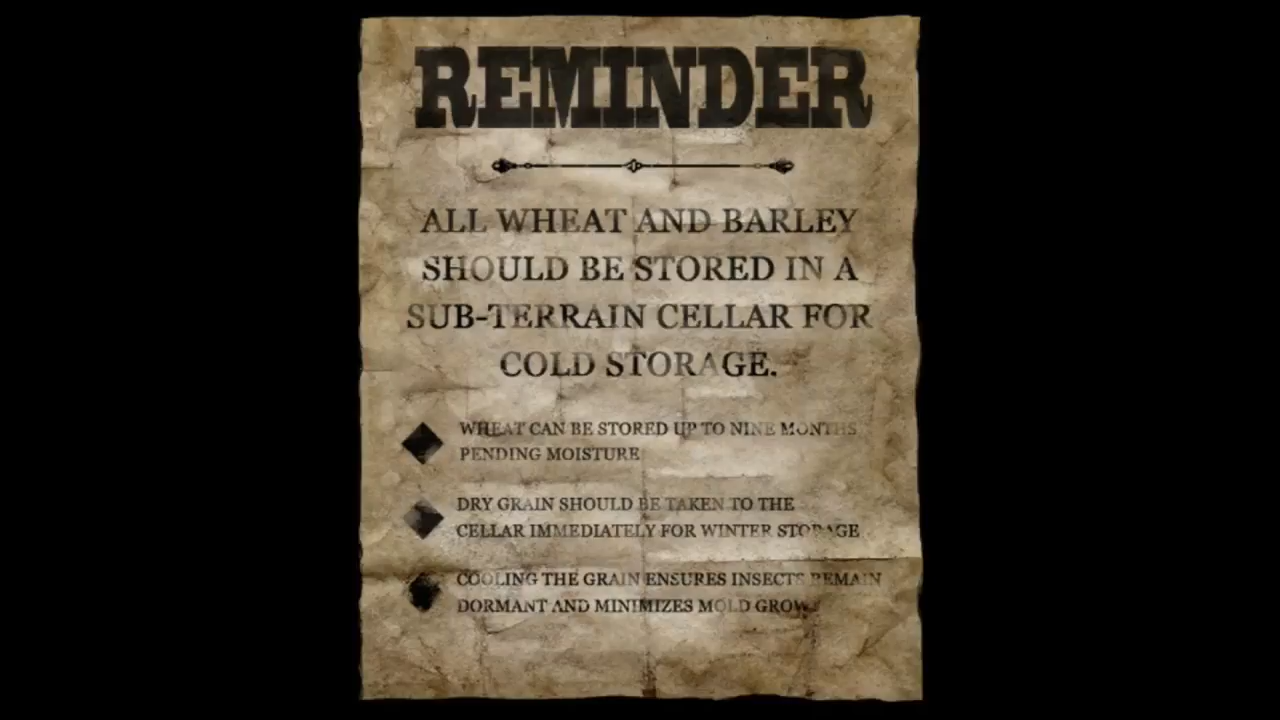 REMINDER
ALL WHEAT AND BARLEY
SHOULD BE STORED IN A
SUB-TERRAIN CELLAR FOR
COLD STORAGE.
WHEAT CAN BE STORED UP TO NINE MONTHS
PENDING MOISTURE
DRY GRAIN SHOULD BE TAKEN TO THE
CELLAR IMMEDIATELY FOR WINTER STORAGE
COOLING THE GRAIN ENSURES INSECTS REMAIN
DORMANT AND MINIMIZES MOLD